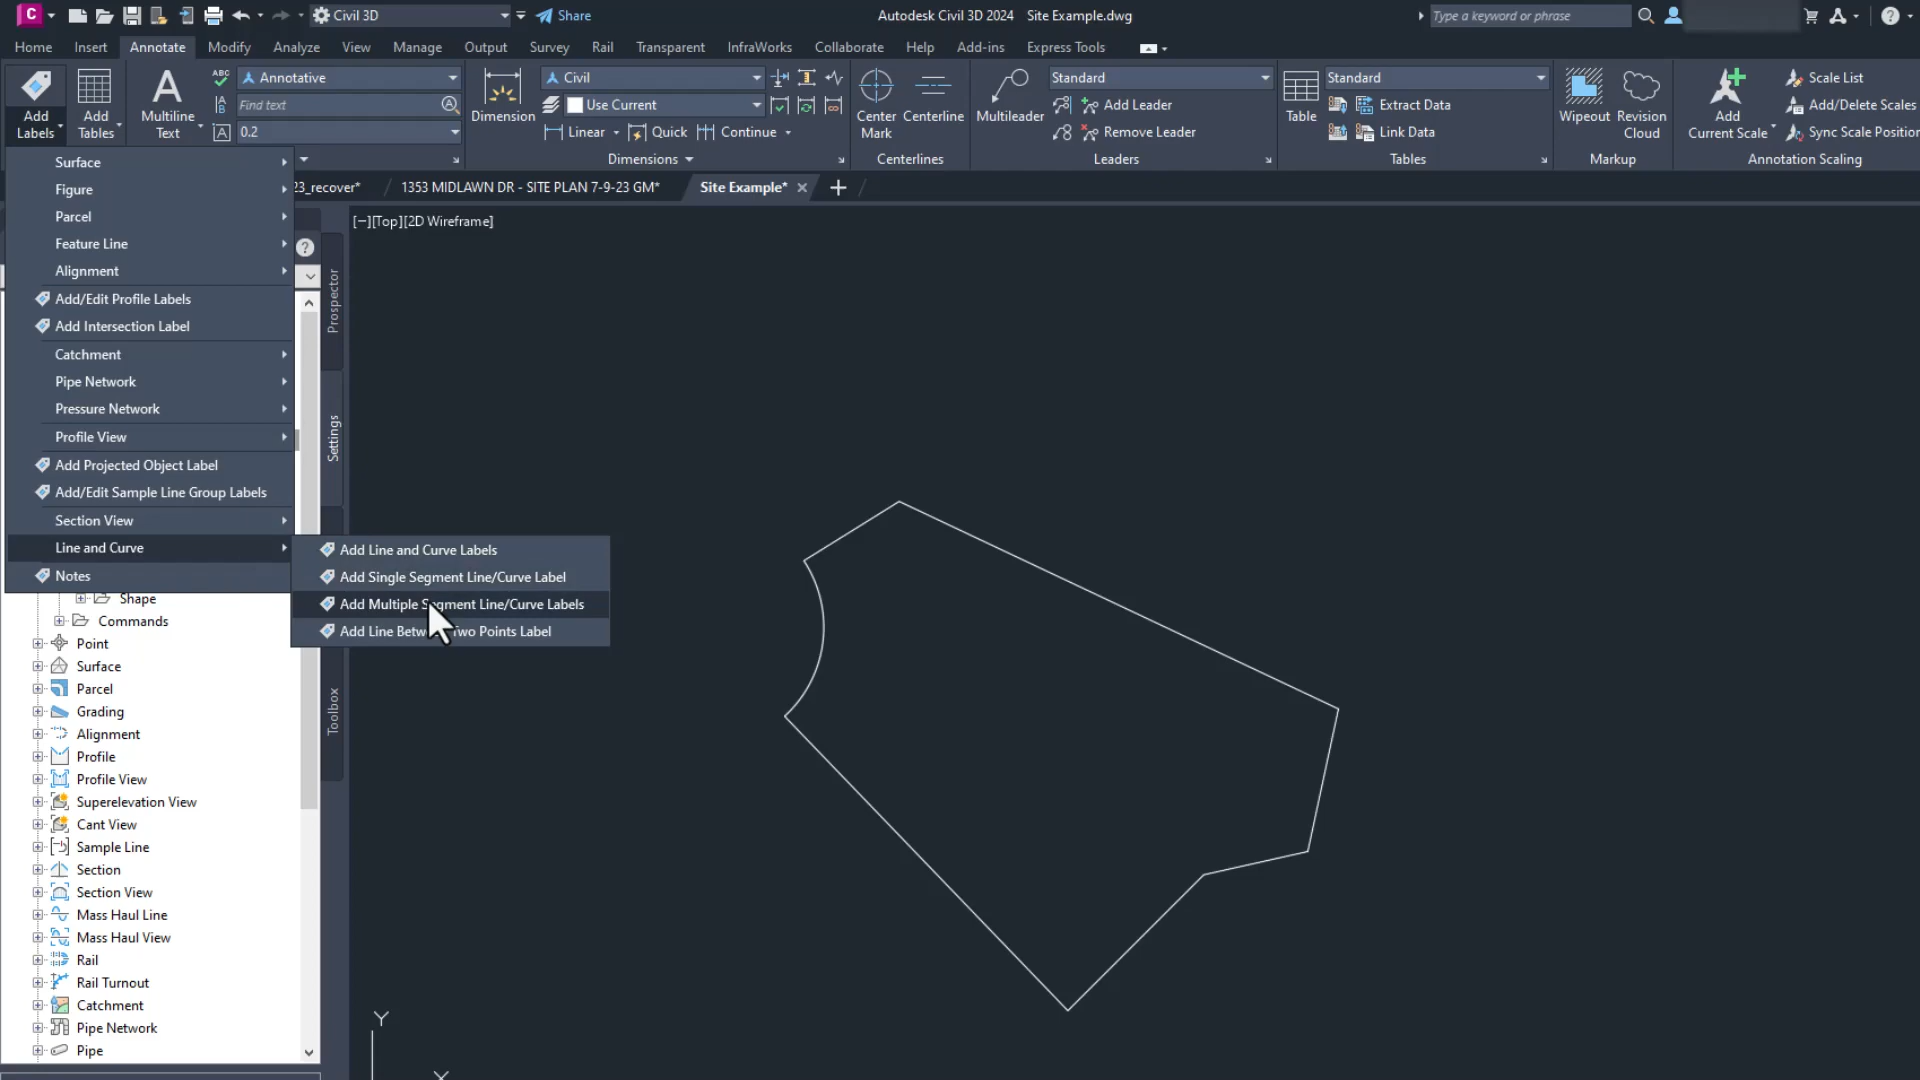 C Civil 3D Share Autodesk Civil 3D 2024 Site Example.dwg Type a keyword or phrase ?
Home Insert Annotate Modify Analyze View Manage Output Survey Rail Transparent InfraWorks Collaborate Help Add-ins Express Tools
Add Labels
Add Tables
A Multiline Text
ABC Annotative
Find text
0.2
Dimension
Civil
Use Current
Linear Quick Continue
Dimensions
Center Mark
Centerline
Centerlines
Multileader
Standard
Add Leader
Remove Leader
Leaders
Table
Standard
Extract Data
Link Data
Tables
Wipeout
Revision Cloud
Markup
Add Current Scale
Scale List
Add/Delete Scales
Sync Scale Position
Annotation Scaling
23_recover* 1353 MIDLAWN DR - SITE PLAN 7-9-23 GM* Site Example*
[−][Top][2D Wireframe]
Surface
Figure
Parcel
Feature Line
Alignment
Add/Edit Profile Labels
Add Intersection Label
Catchment
Pipe Network
Pressure Network
Profile View
Add Projected Object Label
Add/Edit Sample Line Group Labels
Section View
Line and Curve
Notes
Add Line and Curve Labels
Add Single Segment Line/Curve Label
Add Multiple Segment Line/Curve Labels
Add Line Between Two Points Label
Prospector
Settings
Toolbox
Shape
Commands
Point
Surface
Parcel
Grading
Alignment
Profile
Profile View
Superelevation View
Cant View
Sample Line
Section
Section View
Mass Haul Line
Mass Haul View
Rail
Rail Turnout
Catchment
Pipe Network
Pipe
Y
X